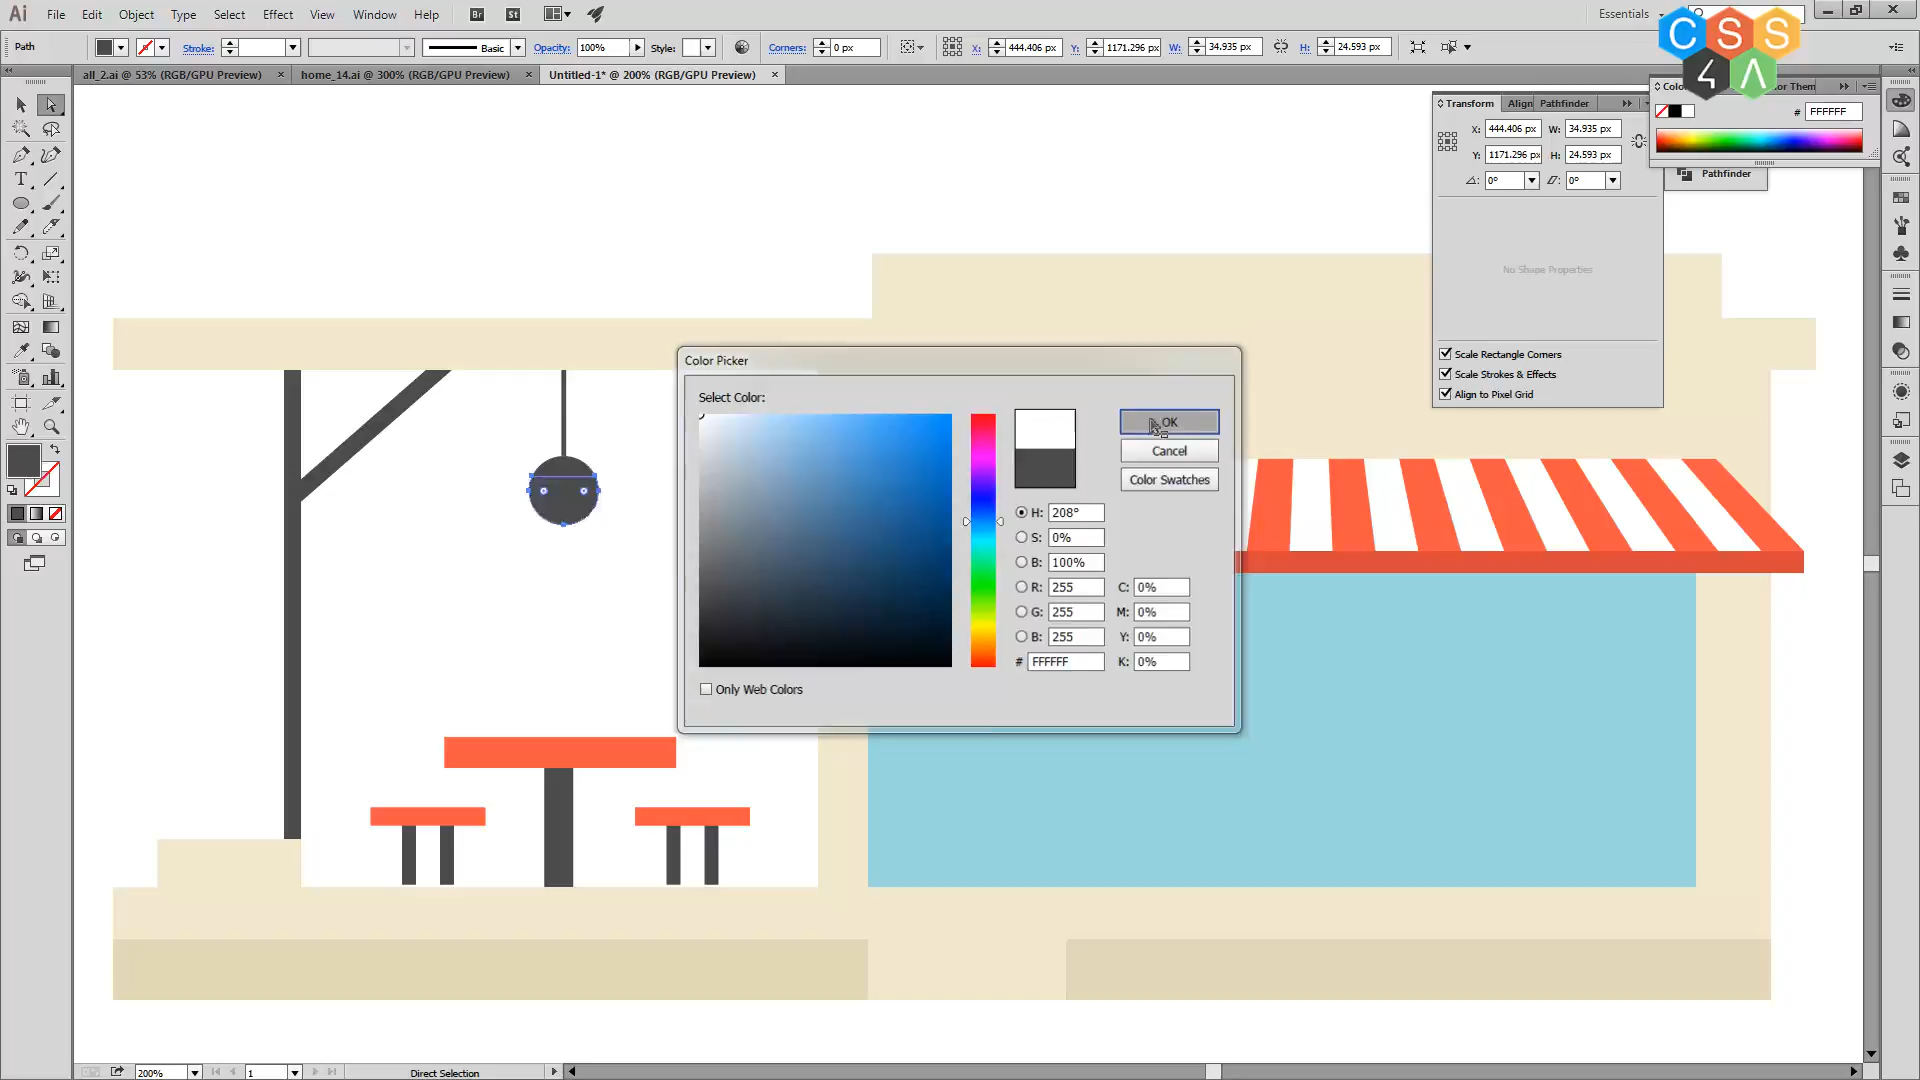 Ai File Edit Object Type Select Effect View Window Help Br St Essentials
CSS
4Λ
Path Stroke: Basic Opacity: 100% Style: Corners: 0 px X: 444.406 px Y: 1171.296 px W: 34.935 px H: 24.593 px
all_2.ai @ 53% (RGB/GPU Preview) × home_14.ai @ 300% (RGB/GPU Preview) × Untitled-1* @ 200% (RGB/GPU Preview) ×
Transform Align Pathfinder
X: 444.406 px W: 34.935 px
Y: 1171.296 px H: 24.593 px
0° 0°
No Shape Properties
Scale Rectangle Corners
Scale Strokes & Effects
Align to Pixel Grid
# FFFFFF
Pathfinder
Color Picker
Select Color:
OK
Cancel
Color Swatches
H: 208°
S: 0%
B: 100%
R: 255 C: 0%
G: 255 M: 0%
B: 255 Y: 0%
# FFFFFF K: 0%
Only Web Colors
200% 1 Direct Selection